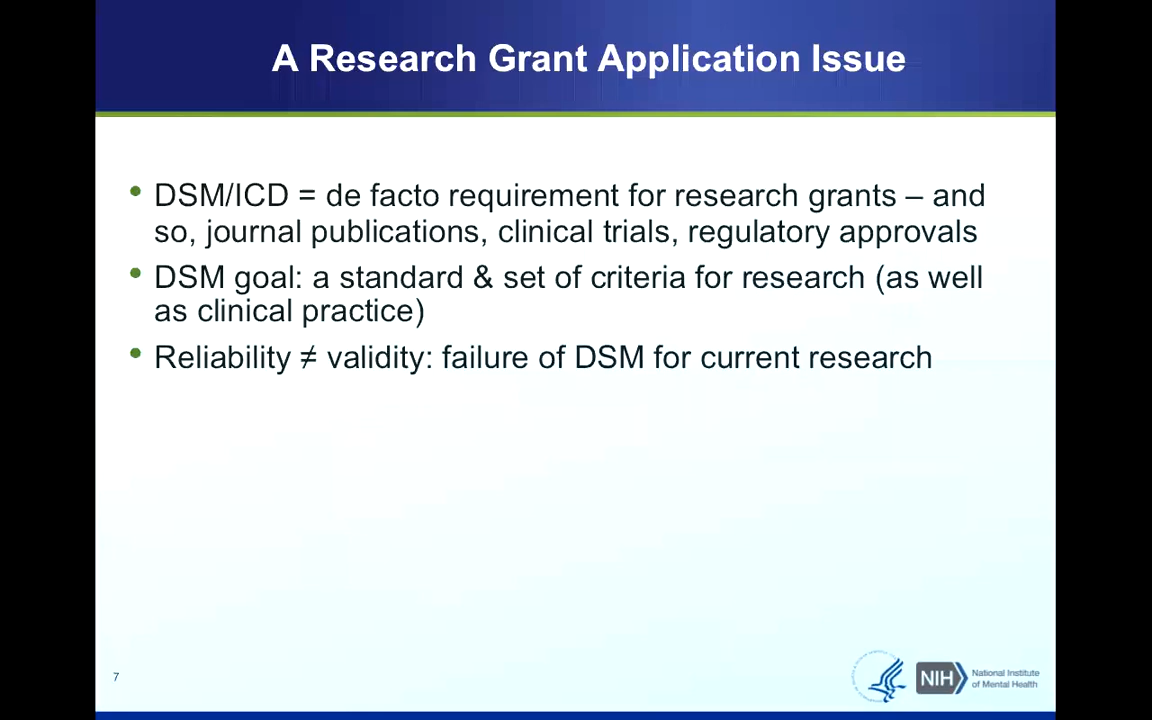 A Research Grant Application Issue
• DSM/ICD = de facto requirement for research grants – and
so, journal publications, clinical trials, regulatory approvals
• DSM goal: a standard & set of criteria for research (as well
as clinical practice)
• Reliability ≠ validity: failure of DSM for current research
7
NIH
National Institute
of Mental Health